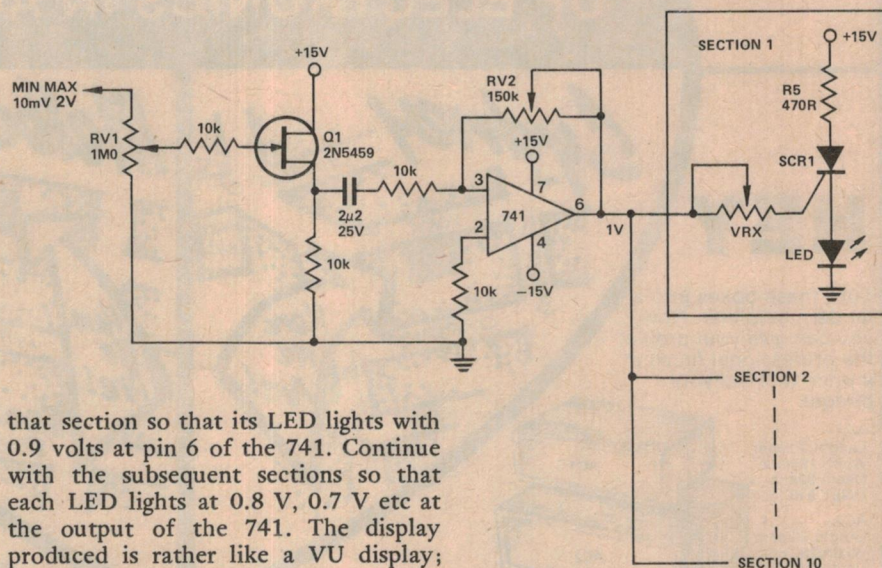 +15V
SECTION 1
+15V
MIN MAX
10mV 2V
RV2
150k
R5
470R
RV1
1M0
10k
Q1
2N5459
+15V
10k
3
7
SCR1
2µ2
25V
741
6
2
4
1V
VRX
10k
10k
-15V
LED
SECTION 2
that section so that its LED lights with
0.9 volts at pin 6 of the 741. Continue
with the subsequent sections so that
each LED lights at 0.8 V, 0.7 V etc at
the output of the 741. The display
produced is rather like a VU display;
SECTION 10